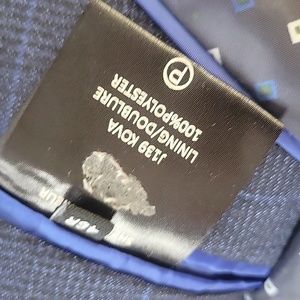 J139 KOVA
LINING/DOUBLURE
100%POLYESTER
P